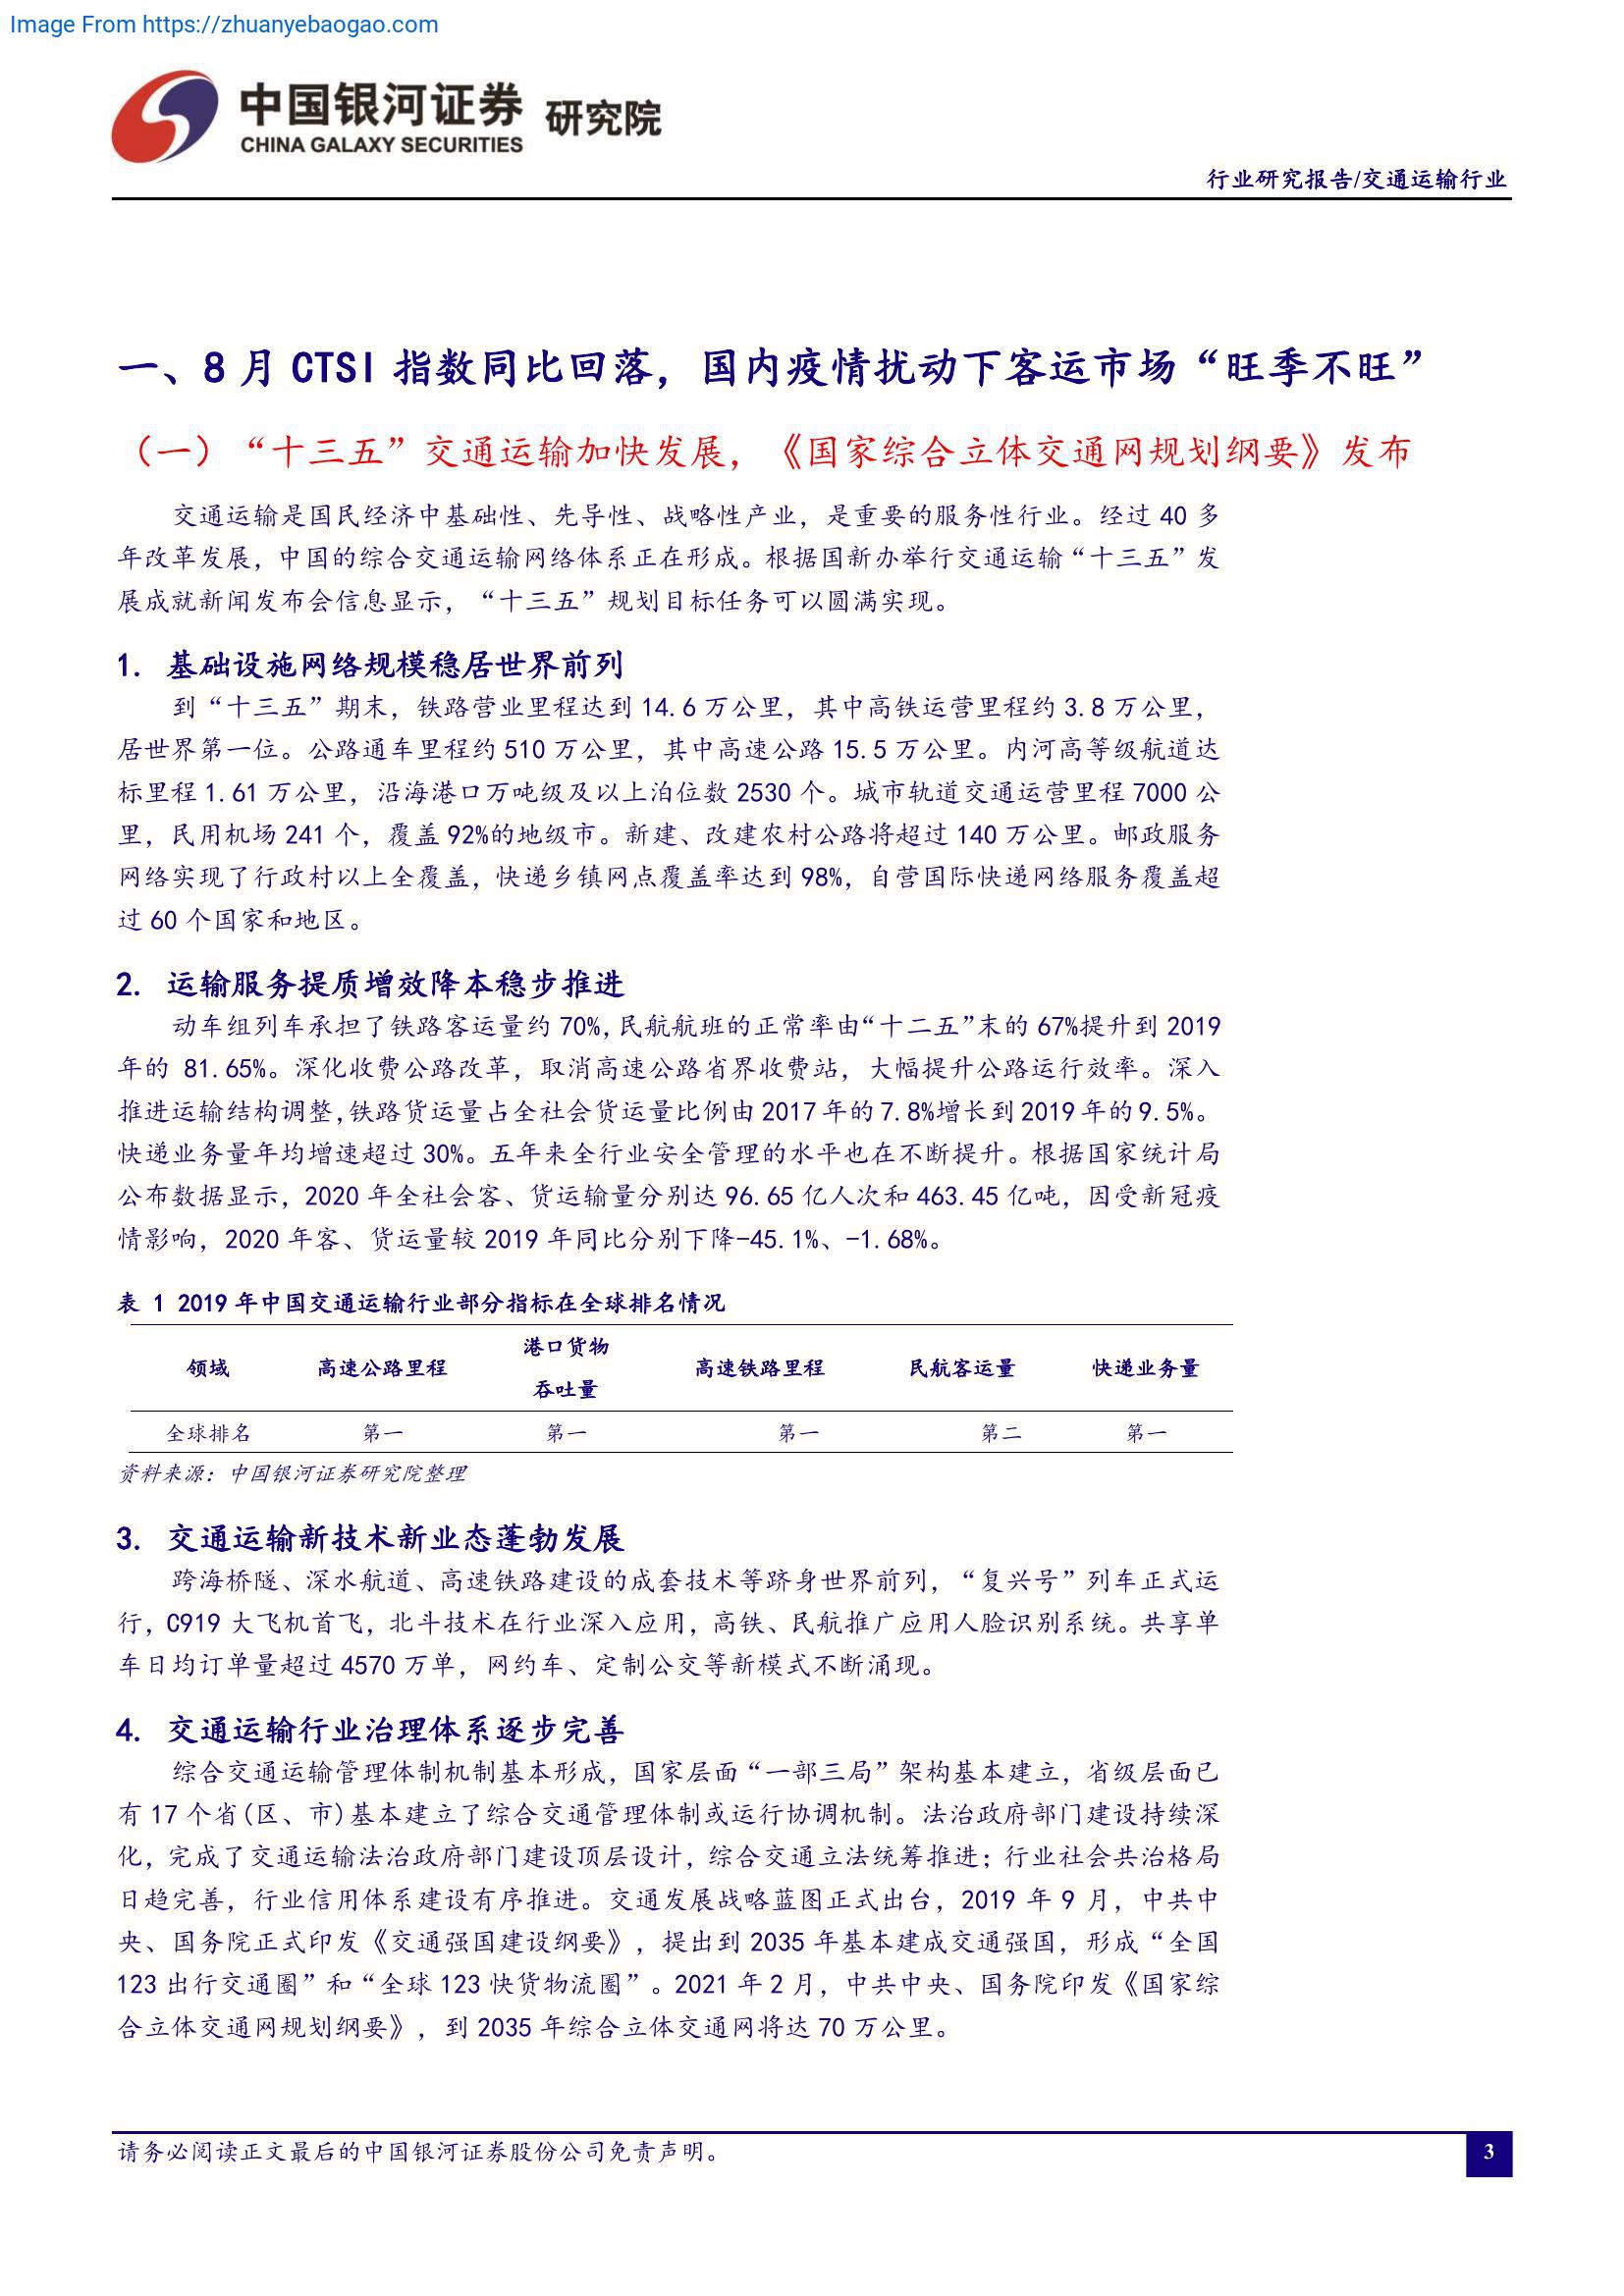 Image From https://zhuanyebaogao.com
中国银河证券 研究院
CHINA GALAXY SECURITIES
行业研究报告/交通运输行业
一、8 月 CTSI 指数同比回落，国内疫情扰动下客运市场“旺季不旺”
（一）“十三五”交通运输加快发展，《国家综合立体交通网规划纲要》发布
交通运输是国民经济中基础性、先导性、战略性产业，是重要的服务性行业。经过 40 多
年改革发展，中国的综合交通运输网络体系正在形成。根据国新办举行交通运输“十三五”发
展成就新闻发布会信息显示，“十三五”规划目标任务可以圆满实现。
1. 基础设施网络规模稳居世界前列
到“十三五”期末，铁路营业里程达到 14.6 万公里，其中高铁运营里程约 3.8 万公里，
居世界第一位。公路通车里程约 510 万公里，其中高速公路 15.5 万公里。内河高等级航道达
标里程 1.61 万公里，沿海港口万吨级及以上泊位数 2530 个。城市轨道交通运营里程 7000 公
里，民用机场 241 个，覆盖 92%的地级市。新建、改建农村公路将超过 140 万公里。邮政服务
网络实现了行政村以上全覆盖，快递乡镇网点覆盖率达到 98%，自营国际快递网络服务覆盖超
过 60 个国家和地区。
2. 运输服务提质增效降本稳步推进
动车组列车承担了铁路客运量约 70%,民航航班的正常率由“十二五”末的 67%提升到 2019
年的 81.65%。深化收费公路改革，取消高速公路省界收费站，大幅提升公路运行效率。深入
推进运输结构调整,铁路货运量占全社会货运量比例由 2017 年的 7.8%增长到 2019 年的 9.5%。
快递业务量年均增速超过 30%。五年来全行业安全管理的水平也在不断提升。根据国家统计局
公布数据显示，2020 年全社会客、货运输量分别达 96.65 亿人次和 463.45 亿吨，因受新冠疫
情影响，2020 年客、货运量较 2019 年同比分别下降-45.1%、-1.68%。
表 1 2019 年中国交通运输行业部分指标在全球排名情况
领域 高速公路里程 港口货物吞吐量 高速铁路里程 民航客运量 快递业务量
全球排名 第一 第一 第一 第二 第一
资料来源：中国银河证券研究院整理
3. 交通运输新技术新业态蓬勃发展
跨海桥隧、深水航道、高速铁路建设的成套技术等跻身世界前列，“复兴号”列车正式运
行，C919 大飞机首飞，北斗技术在行业深入应用，高铁、民航推广应用人脸识别系统。共享单
车日均订单量超过 4570 万单，网约车、定制公交等新模式不断涌现。
4. 交通运输行业治理体系逐步完善
综合交通运输管理体制机制基本形成，国家层面“一部三局”架构基本建立，省级层面已
有 17 个省(区、市)基本建立了综合交通管理体制或运行协调机制。法治政府部门建设持续深
化，完成了交通运输法治政府部门建设顶层设计，综合交通立法统筹推进；行业社会共治格局
日趋完善，行业信用体系建设有序推进。交通发展战略蓝图正式出台，2019 年 9 月，中共中
央、国务院正式印发《交通强国建设纲要》，提出到 2035 年基本建成交通强国，形成“全国
123 出行交通圈”和“全球 123 快货物流圈”。2021 年 2 月，中共中央、国务院印发《国家综
合立体交通网规划纲要》，到 2035 年综合立体交通网将达 70 万公里。
请务必阅读正文最后的中国银河证券股份公司免责声明。
3